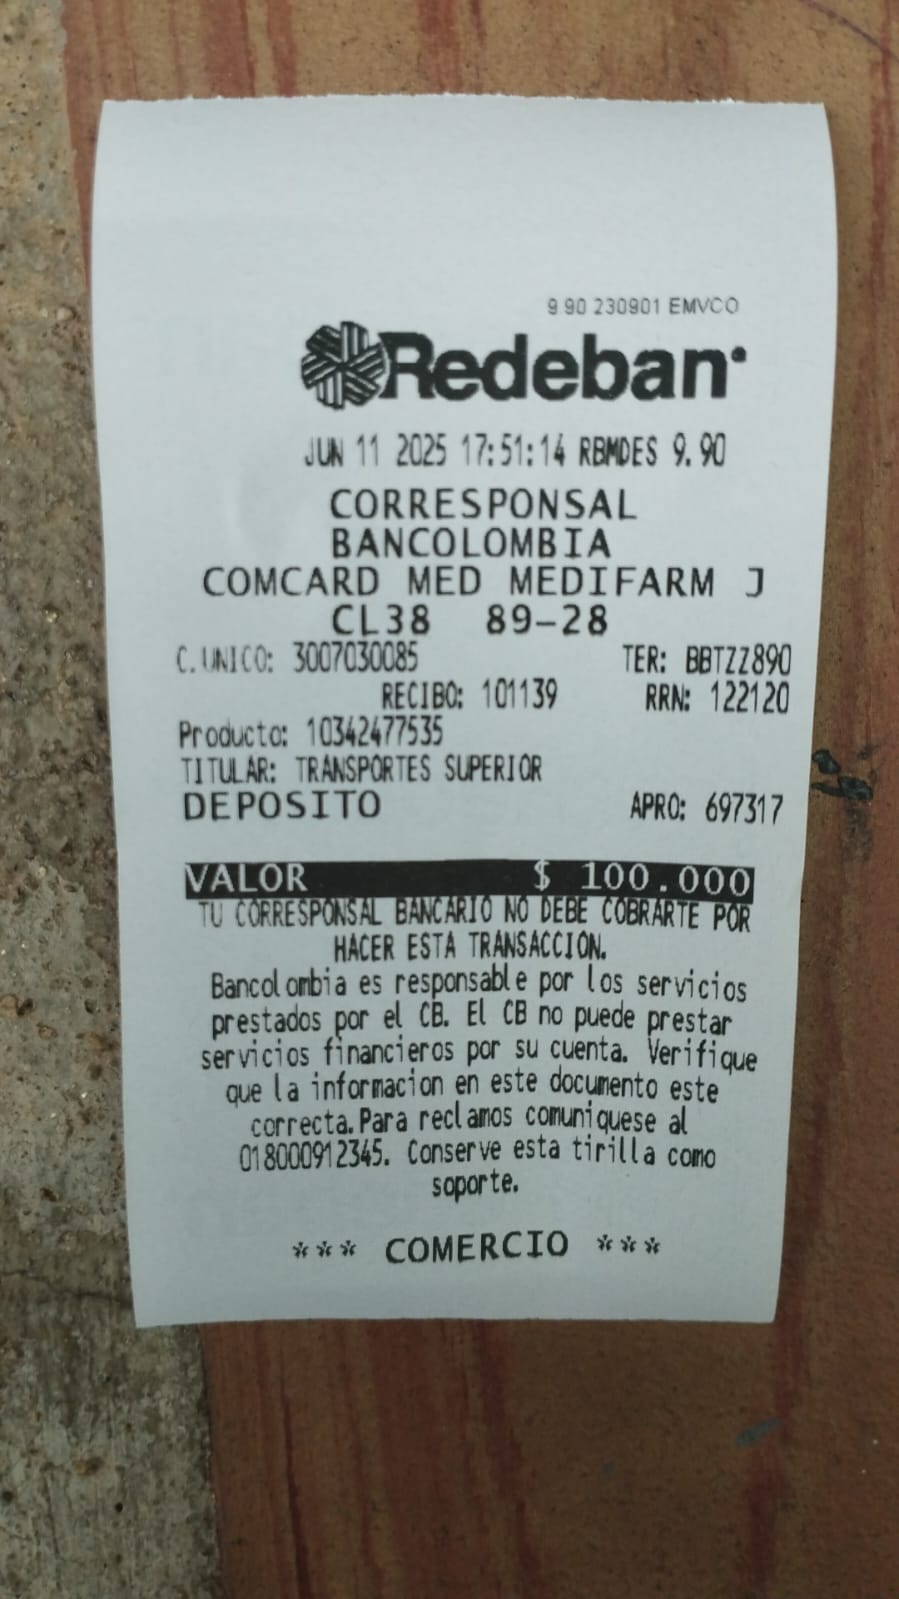 9 90 230901 EMVCO
Redeban
JUN 11 2025 17:51:14 RBMDES 9.90
CORRESPONSAL
BANCOLOMBIA
COMCARD MED MEDIFARM J
CL38 89-28
C.UNICO: 3007030085 TER: BBTZZ890
RECIBO: 101139 RRN: 122120
Producto: 10342477535
TITULAR: TRANSPORTES SUPERIOR
DEPOSITO APRO: 697317
VALOR $ 100.000
TU CORRESPONSAL BANCARIO NO DEBE COBRARTE POR
HACER ESTA TRANSACCION.
Bancolombia es responsable por los servicios
prestados por el CB. El CB no puede prestar
servicios financieros por su cuenta. Verifique
que la informacion en este documento este
correcta.Para reclamos comuniquese al
018000912345. Conserve esta tirilla como
soporte.
*** COMERCIO ***